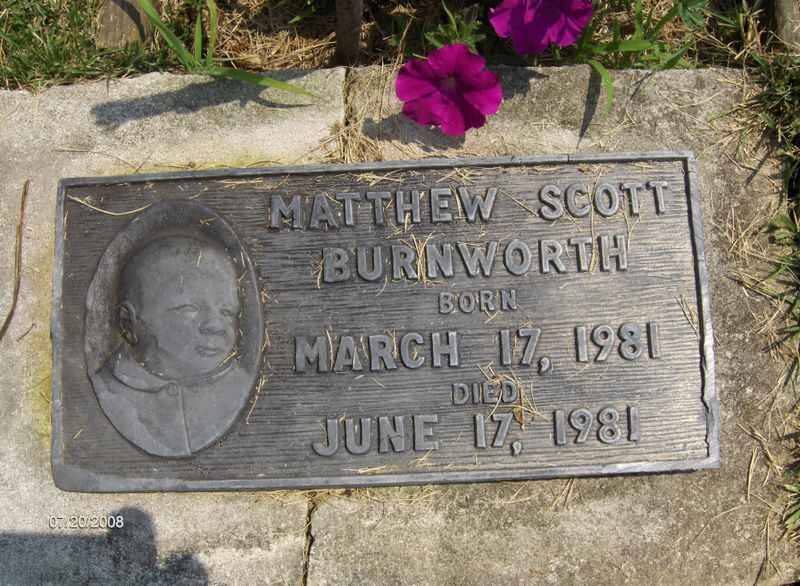 MATTHEW SCOTT
BURNWORTH
BORN
MARCH 17, 1981
DIED
JUNE 17, 1981
07.20/2008